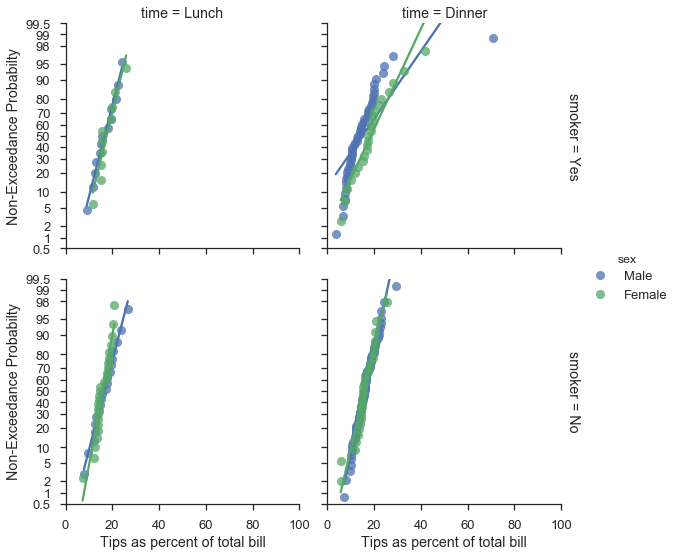 time = Lunch
time = Dinner
99.5
99
98
95
90
80
70
60
50
40
30
20
10
5
2
1
0.5
Non-Exceedance Probabilty
smoker = Yes
sex
Male
Female
99.5
99
98
95
90
80
70
60
50
40
30
20
10
5
2
1
0.5
Non-Exceedance Probabilty
smoker = No
0 20 40 60 80 100
0 20 40 60 80 100
Tips as percent of total bill
Tips as percent of total bill